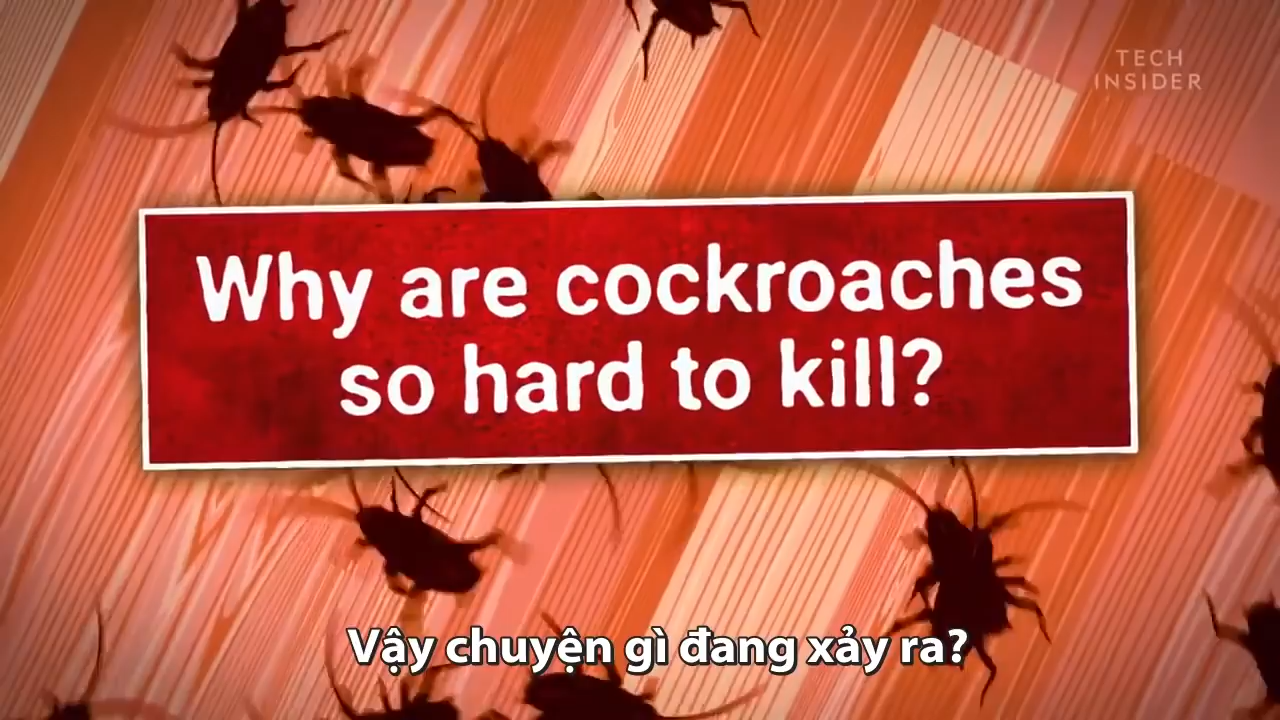 TECH
INSIDER
Why are cockroaches
so hard to kill?
Vậy chuyện gì đang xảy ra?